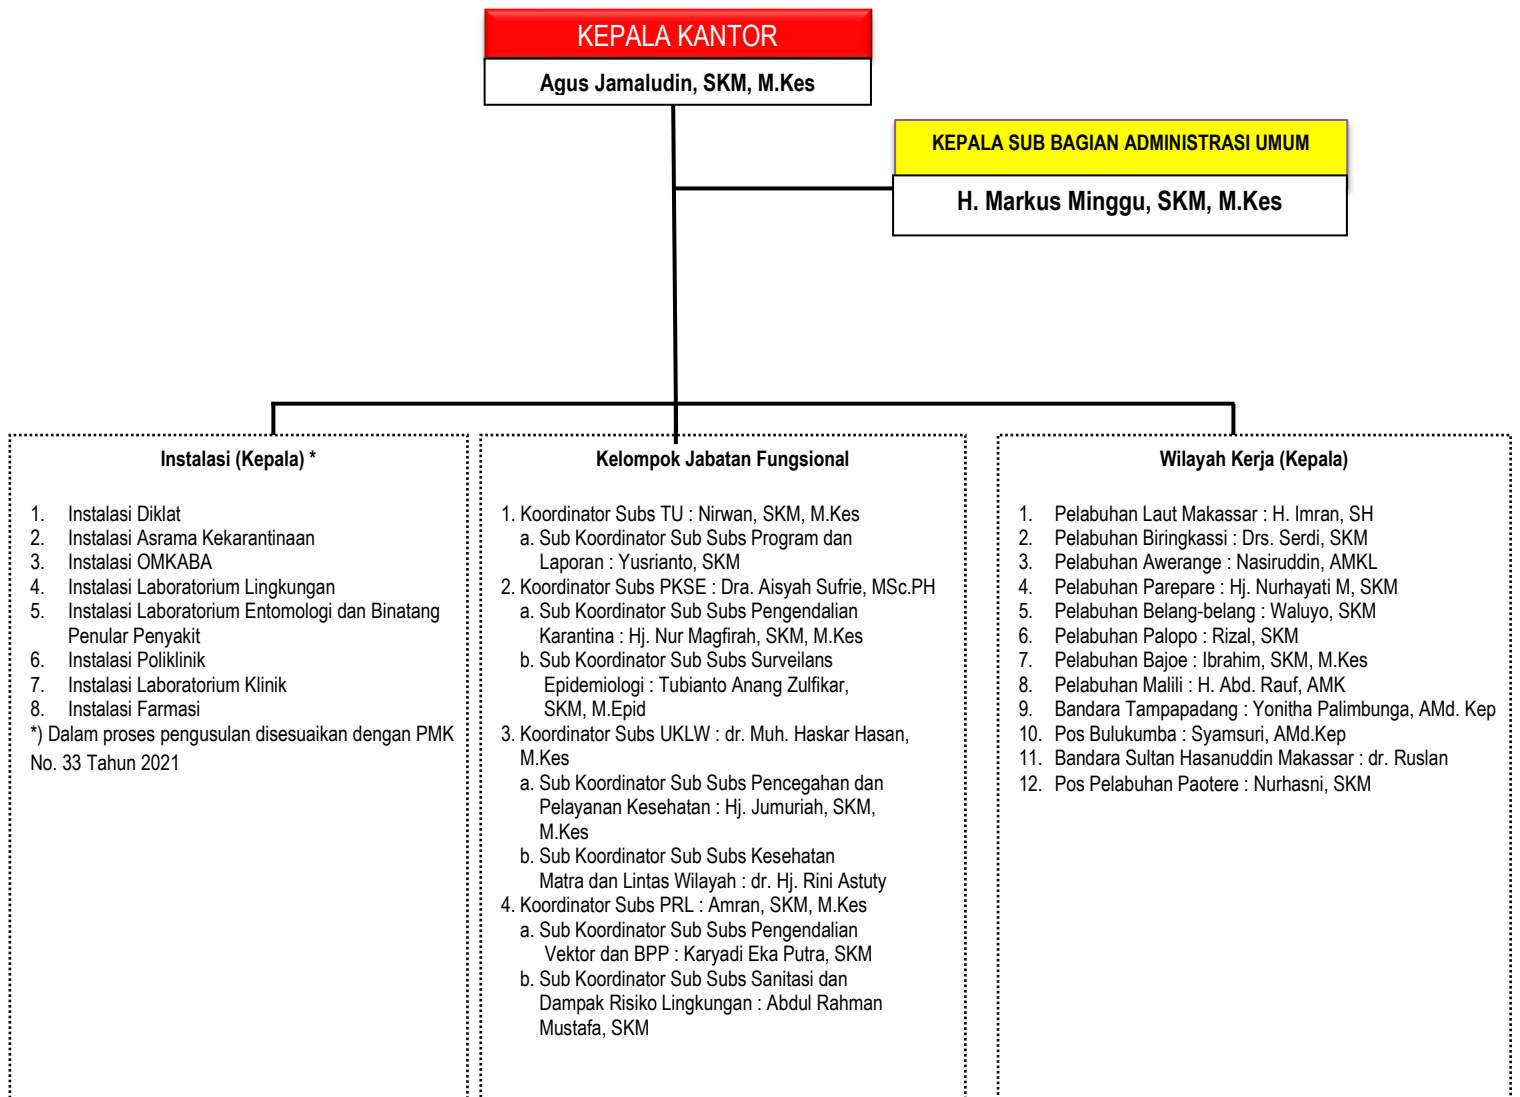 KEPALA KANTOR
Agus Jamaludin, SKM, M.Kes
KEPALA SUB BAGIAN ADMINISTRASI UMUM
H. Markus Minggu, SKM, M.Kes
Instalasi (Kepala) *
1. Instalasi Diklat
2. Instalasi Asrama Kekarantinaan
3. Instalasi OMKABA
4. Instalasi Laboratorium Lingkungan
5. Instalasi Laboratorium Entomologi dan Binatang
Penular Penyakit
6. Instalasi Poliklinik
7. Instalasi Laboratorium Klinik
8. Instalasi Farmasi
*) Dalam proses pengusulan disesuaikan dengan PMK
No. 33 Tahun 2021
Kelompok Jabatan Fungsional
1. Koordinator Subs TU : Nirwan, SKM, M.Kes
a. Sub Koordinator Sub Subs Program dan
Laporan : Yusrianto, SKM
2. Koordinator Subs PKSE : Dra. Aisyah Sufrie, MSc.PH
a. Sub Koordinator Sub Subs Pengendalian
Karantina : Hj. Nur Magfirah, SKM, M.Kes
b. Sub Koordinator Sub Subs Surveilans
Epidemiologi : Tubianto Anang Zulfikar,
SKM, M.Epid
3. Koordinator Subs UKLW : dr. Muh. Haskar Hasan,
M.Kes
a. Sub Koordinator Sub Subs Pencegahan dan
Pelayanan Kesehatan : Hj. Jumuriah, SKM,
M.Kes
b. Sub Koordinator Sub Subs Kesehatan
Matra dan Lintas Wilayah : dr. Hj. Rini Astuty
4. Koordinator Subs PRL : Amran, SKM, M.Kes
a. Sub Koordinator Sub Subs Pengendalian
Vektor dan BPP : Karyadi Eka Putra, SKM
b. Sub Koordinator Sub Subs Sanitasi dan
Dampak Risiko Lingkungan : Abdul Rahman
Mustafa, SKM
Wilayah Kerja (Kepala)
1. Pelabuhan Laut Makassar : H. Imran, SH
2. Pelabuhan Biringkassi : Drs. Serdi, SKM
3. Pelabuhan Awerange : Nasiruddin, AMKL
4. Pelabuhan Parepare : Hj. Nurhayati M, SKM
5. Pelabuhan Belang-belang : Waluyo, SKM
6. Pelabuhan Palopo : Rizal, SKM
7. Pelabuhan Bajoe : Ibrahim, SKM, M.Kes
8. Pelabuhan Malili : H. Abd. Rauf, AMK
9. Bandara Tampapadang : Yonitha Palimbunga, AMd. Kep
10. Pos Bulukumba : Syamsuri, AMd.Kep
11. Bandara Sultan Hasanuddin Makassar : dr. Ruslan
12. Pos Pelabuhan Paotere : Nurhasni, SKM